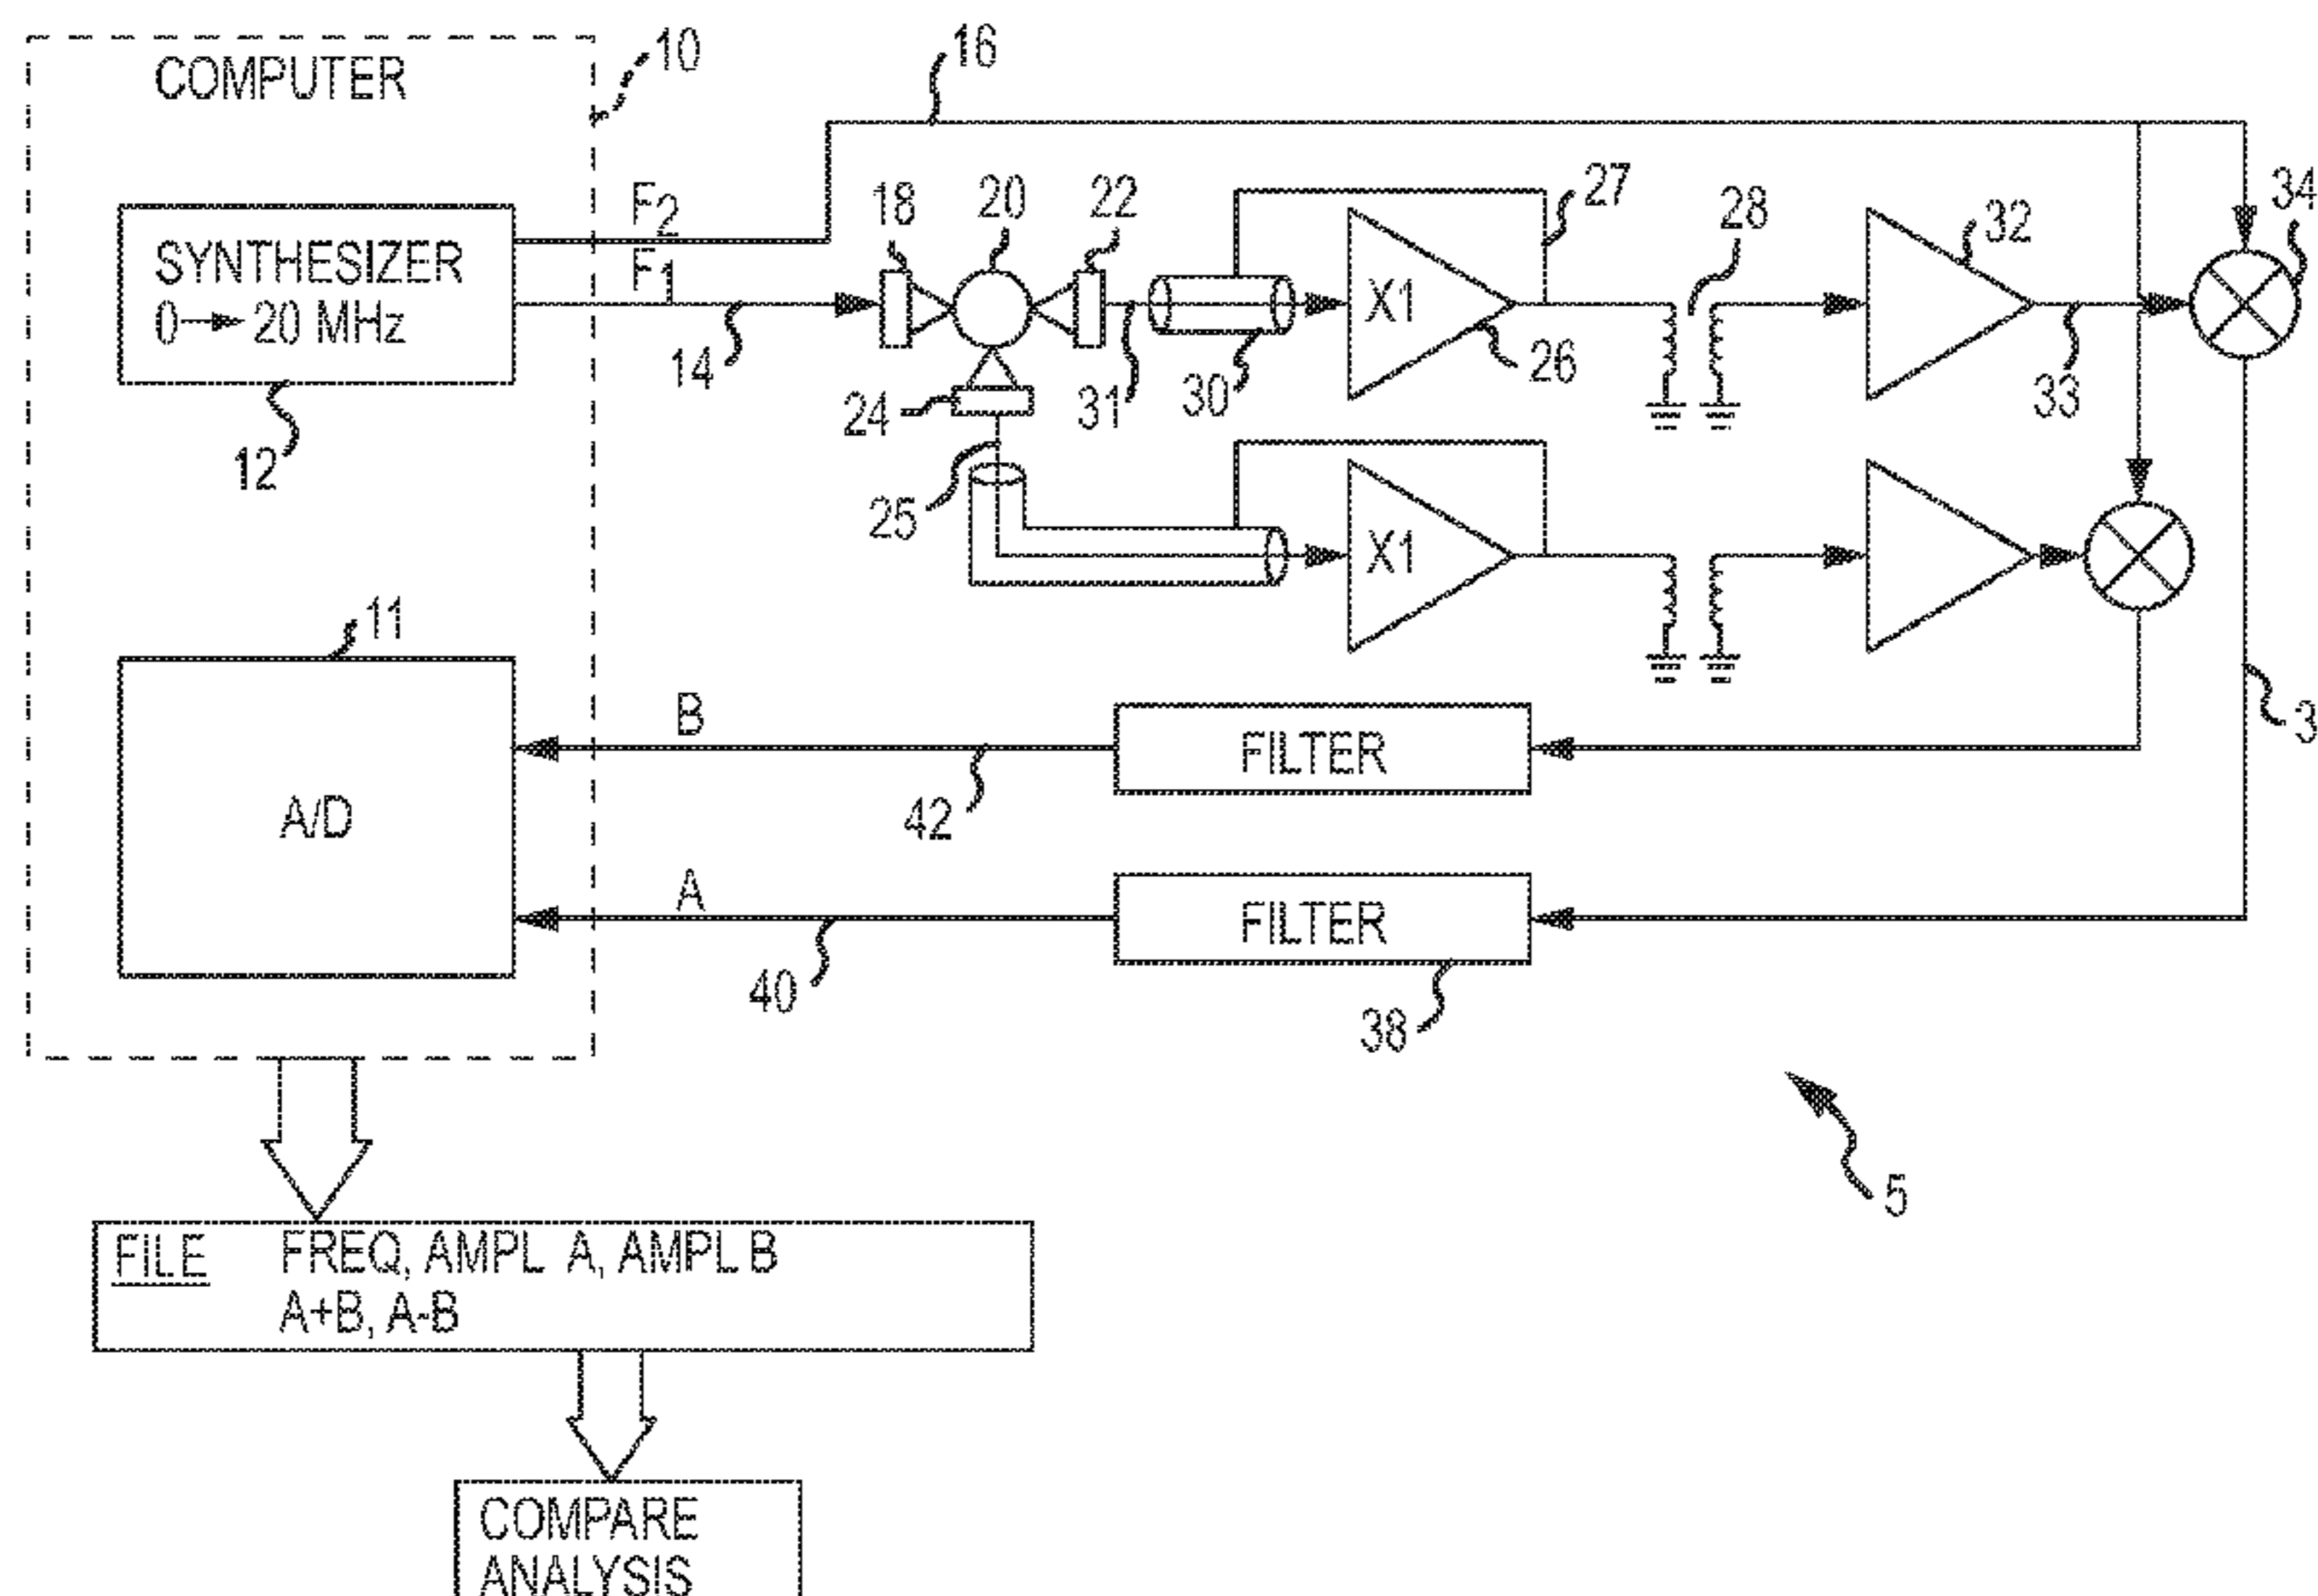 COMPUTER
10
16
F2
F1
SYNTHESIZER
0→20 MHz
12
14
18
20
22
24
25
31
30
27
X1
26
28
32
33
34
X1
11
A/D
B
42
FILTER
3
A
40
FILTER
38
5
FILE FREQ, AMPL A, AMPL B
A+B, A-B
COMPARE
ANALYSIS